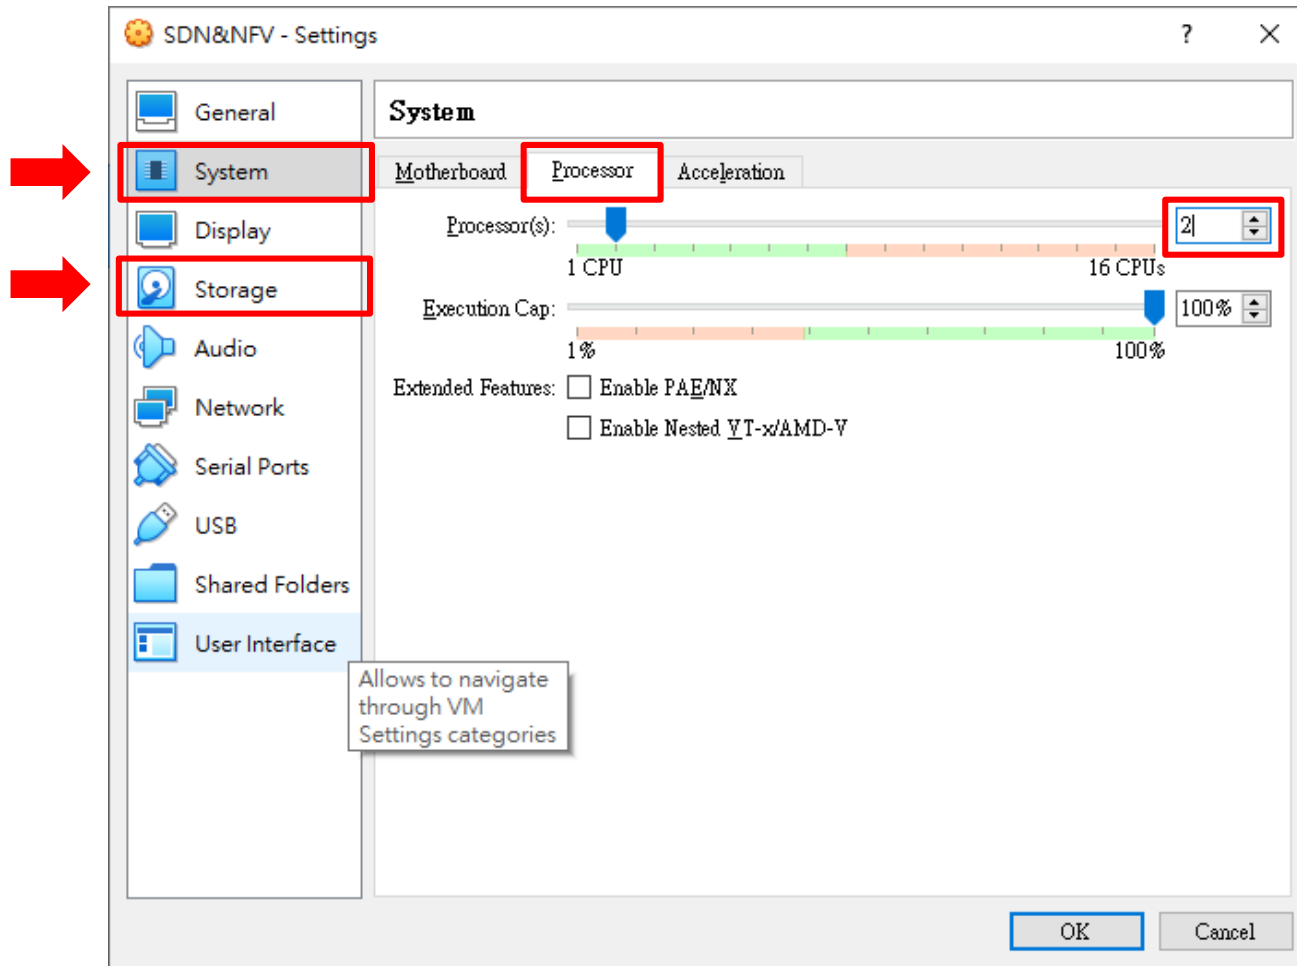 SDN&NFV - Settings
?
General
System
Display
Storage
Audio
Network
Serial Ports
USB
Shared Folders
User Interface
Allows to navigate
through VM
Settings categories
System
Motherboard
Processor
Acceleration
Processor(s):
2
1 CPU
16 CPUs
Execution Cap:
100%
1%
100%
Extended Features:
Enable PAE/NX
Enable Nested VT-x/AMD-V
OK
Cancel